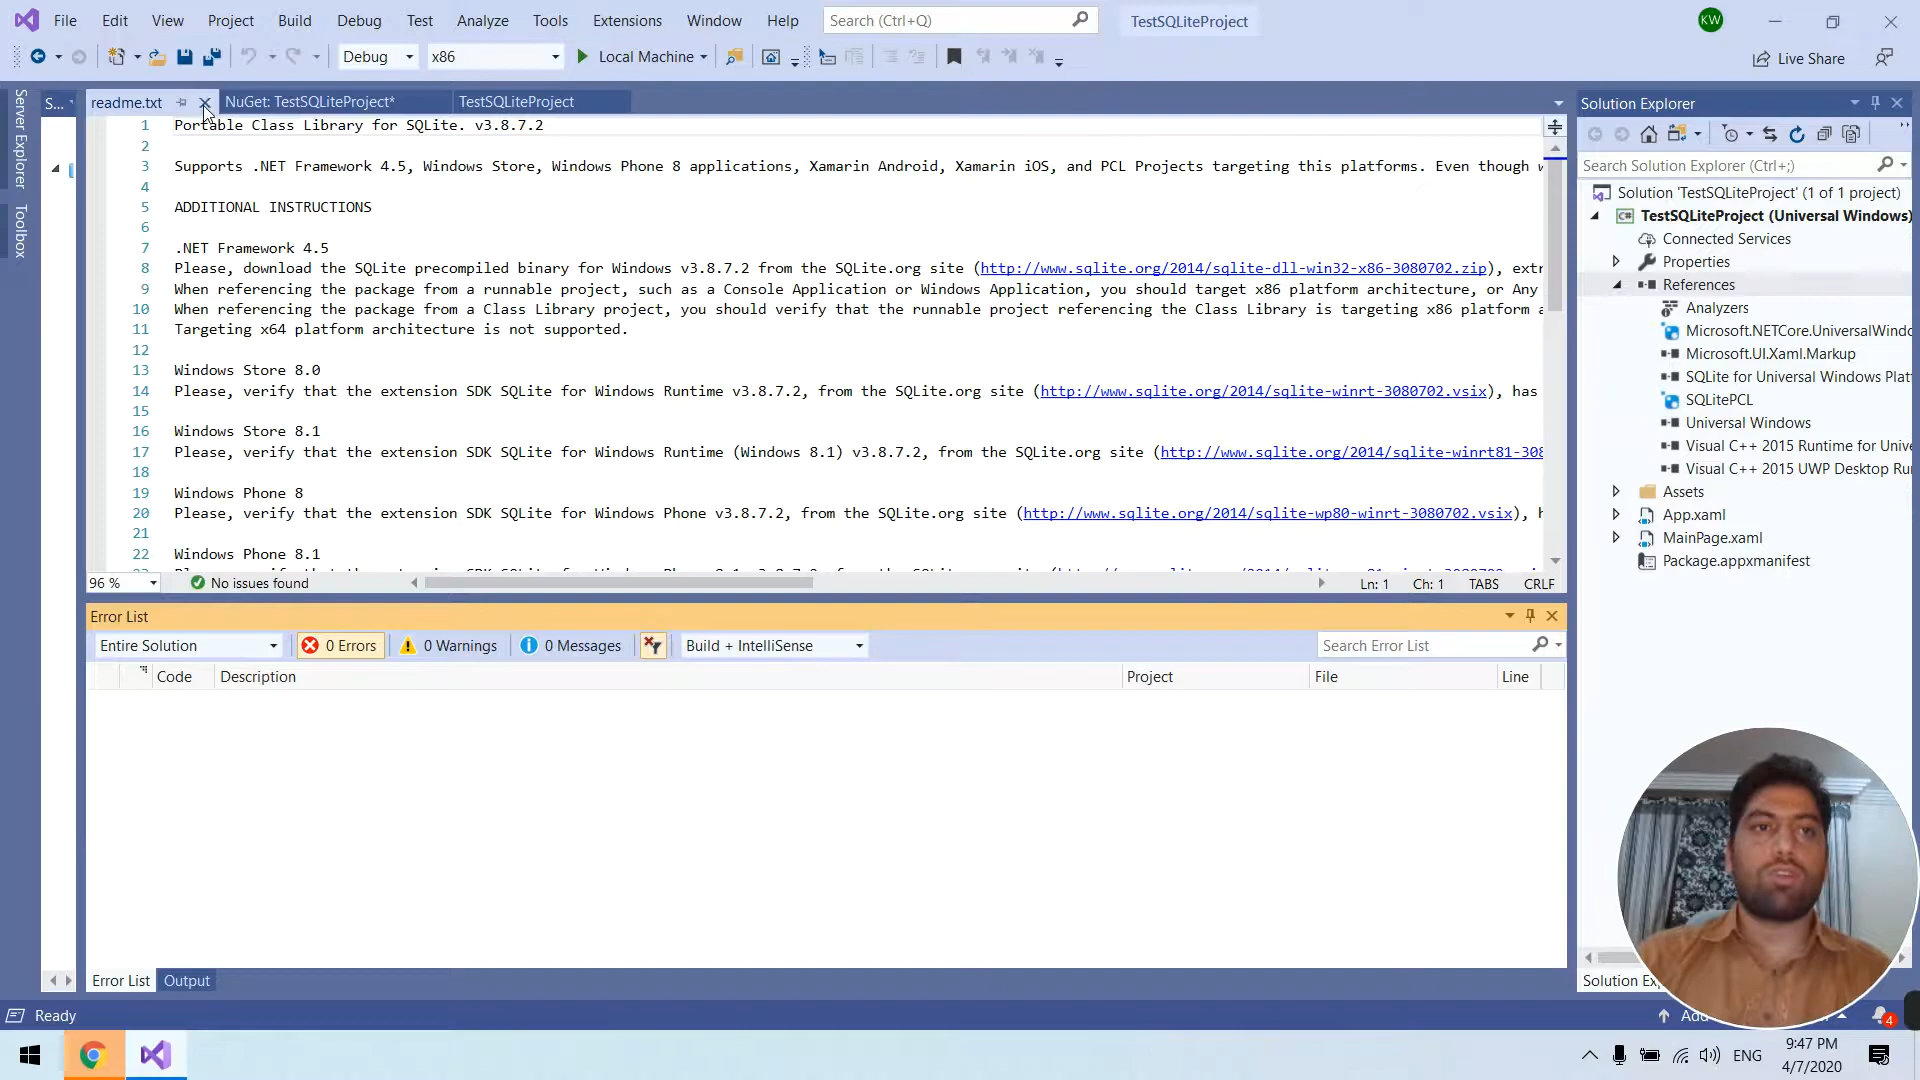 File Edit View Project Build Debug Test Analyze Tools Extensions Window Help Search (Ctrl+Q) TestSQLiteProject KW
Debug x86 Local Machine Live Share
Server Explorer
Toolbox
S...
readme.txt NuGet: TestSQLiteProject* TestSQLiteProject
1 Portable Class Library for SQLite. v3.8.7.2
2
3 Supports .NET Framework 4.5, Windows Store, Windows Phone 8 applications, Xamarin Android, Xamarin iOS, and PCL Projects targeting this platforms. Even though w
4
5 ADDITIONAL INSTRUCTIONS
6
7 .NET Framework 4.5
8 Please, download the SQLite precompiled binary for Windows v3.8.7.2 from the SQLite.org site (http://www.sqlite.org/2014/sqlite-dll-win32-x86-3080702.zip), extr
9 When referencing the package from a runnable project, such as a Console Application or Windows Application, you should target x86 platform architecture, or Any
10 When referencing the package from a Class Library project, you should verify that the runnable project referencing the Class Library is targeting x86 platform a
11 Targeting x64 platform architecture is not supported.
12
13 Windows Store 8.0
14 Please, verify that the extension SDK SQLite for Windows Runtime v3.8.7.2, from the SQLite.org site (http://www.sqlite.org/2014/sqlite-winrt-3080702.vsix), has
15
16 Windows Store 8.1
17 Please, verify that the extension SDK SQLite for Windows Runtime (Windows 8.1) v3.8.7.2, from the SQLite.org site (http://www.sqlite.org/2014/sqlite-winrt81-308
18
19 Windows Phone 8
20 Please, verify that the extension SDK SQLite for Windows Phone v3.8.7.2, from the SQLite.org site (http://www.sqlite.org/2014/sqlite-wp80-winrt-3080702.vsix), h
21
22 Windows Phone 8.1
96 % No issues found Ln: 1 Ch: 1 TABS CRLF
Error List
Entire Solution 0 Errors 0 Warnings 0 Messages Build + IntelliSense Search Error List
Code Description Project File Line
Error List Output
Solution Explorer
Search Solution Explorer (Ctrl+;)
Solution 'TestSQLiteProject' (1 of 1 project)
TestSQLiteProject (Universal Windows)
Connected Services
Properties
References
Analyzers
Microsoft.NETCore.UniversalWindo
Microsoft.UI.Xaml.Markup
SQLite for Universal Windows Plat
SQLitePCL
Universal Windows
Visual C++ 2015 Runtime for Unive
Visual C++ 2015 UWP Desktop Ru
Assets
App.xaml
MainPage.xaml
Package.appxmanifest
Solution Exp
Ready Add 4
ENG 9:47 PM
4/7/2020